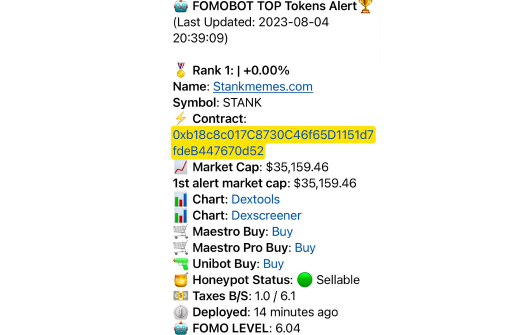 🤖 FOMOBOT TOP Tokens Alert🏆
(Last Updated: 2023-08-04
20:39:09)
🥇 Rank 1: | +0.00%
Name: Stankmemes.com
Symbol: STANK
⚡ Contract:
0xb18c8c017C8730C46f65D1151d7
fdeB447670d52
📈 Market Cap: $35,159.46
1st alert market cap: $35,159.46
📊 Chart: Dextools
📊 Chart: Dexscreener
🛒 Maestro Buy: Buy
🛒 Maestro Pro Buy: Buy
🔫 Unibot Buy: Buy
🍯 Honeypot Status: 🟢 Sellable
💵 Taxes B/S: 1.0 / 6.1
⏲ Deployed: 14 minutes ago
🤖 FOMO LEVEL: 6.04